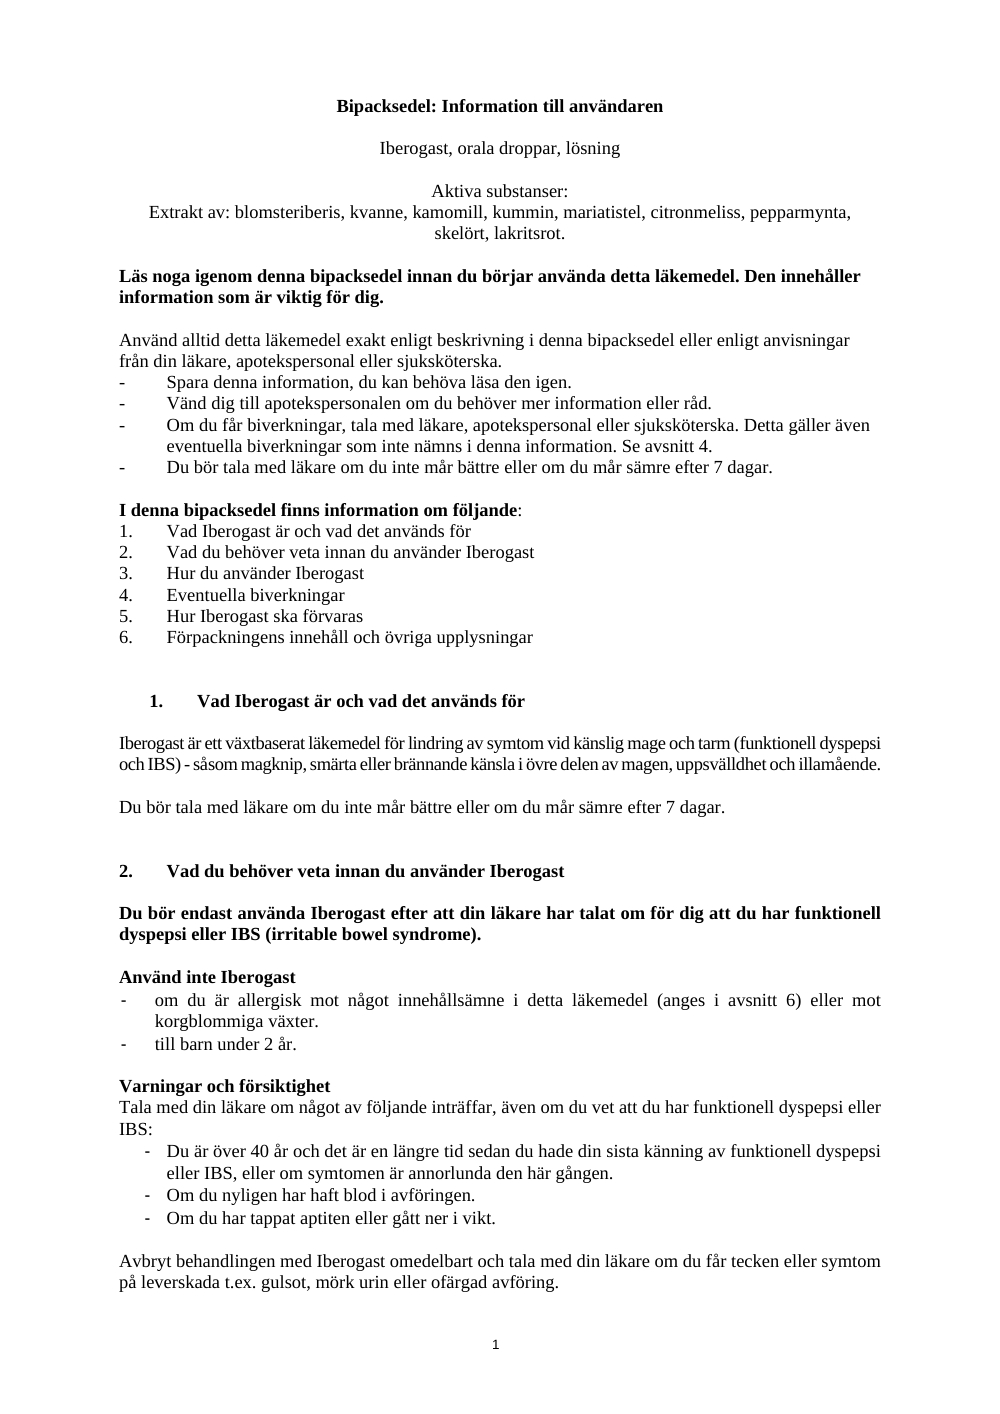 Bipacksedel: Information till användaren
Iberogast, orala droppar, lösning
Aktiva substanser:
Extrakt av: blomsteriberis, kvanne, kamomill, kummin, mariatistel, citronmeliss, pepparmynta,
skelört, lakritsrot.
Läs noga igenom denna bipacksedel innan du börjar använda detta läkemedel. Den innehåller
information som är viktig för dig.
Använd alltid detta läkemedel exakt enligt beskrivning i denna bipacksedel eller enligt anvisningar
från din läkare, apotekspersonal eller sjuksköterska.
- Spara denna information, du kan behöva läsa den igen.
- Vänd dig till apotekspersonalen om du behöver mer information eller råd.
- Om du får biverkningar, tala med läkare, apotekspersonal eller sjuksköterska. Detta gäller även
eventuella biverkningar som inte nämns i denna information. Se avsnitt 4.
- Du bör tala med läkare om du inte mår bättre eller om du mår sämre efter 7 dagar.
I denna bipacksedel finns information om följande:
1. Vad Iberogast är och vad det används för
2. Vad du behöver veta innan du använder Iberogast
3. Hur du använder Iberogast
4. Eventuella biverkningar
5. Hur Iberogast ska förvaras
6. Förpackningens innehåll och övriga upplysningar
1. Vad Iberogast är och vad det används för
Iberogast är ett växtbaserat läkemedel för lindring av symtom vid känslig mage och tarm (funktionell dyspepsi
och IBS) - såsom magknip, smärta eller brännande känsla i övre delen av magen, uppsvälldhet och illamående.
Du bör tala med läkare om du inte mår bättre eller om du mår sämre efter 7 dagar.
2. Vad du behöver veta innan du använder Iberogast
Du bör endast använda Iberogast efter att din läkare har talat om för dig att du har funktionell
dyspepsi eller IBS (irritable bowel syndrome).
Använd inte Iberogast
- om du är allergisk mot något innehållsämne i detta läkemedel (anges i avsnitt 6) eller mot
korgblommiga växter.
- till barn under 2 år.
Varningar och försiktighet
Tala med din läkare om något av följande inträffar, även om du vet att du har funktionell dyspepsi eller
IBS:
- Du är över 40 år och det är en längre tid sedan du hade din sista känning av funktionell dyspepsi
eller IBS, eller om symtomen är annorlunda den här gången.
- Om du nyligen har haft blod i avföringen.
- Om du har tappat aptiten eller gått ner i vikt.
Avbryt behandlingen med Iberogast omedelbart och tala med din läkare om du får tecken eller symtom
på leverskada t.ex. gulsot, mörk urin eller ofärgad avföring.
1